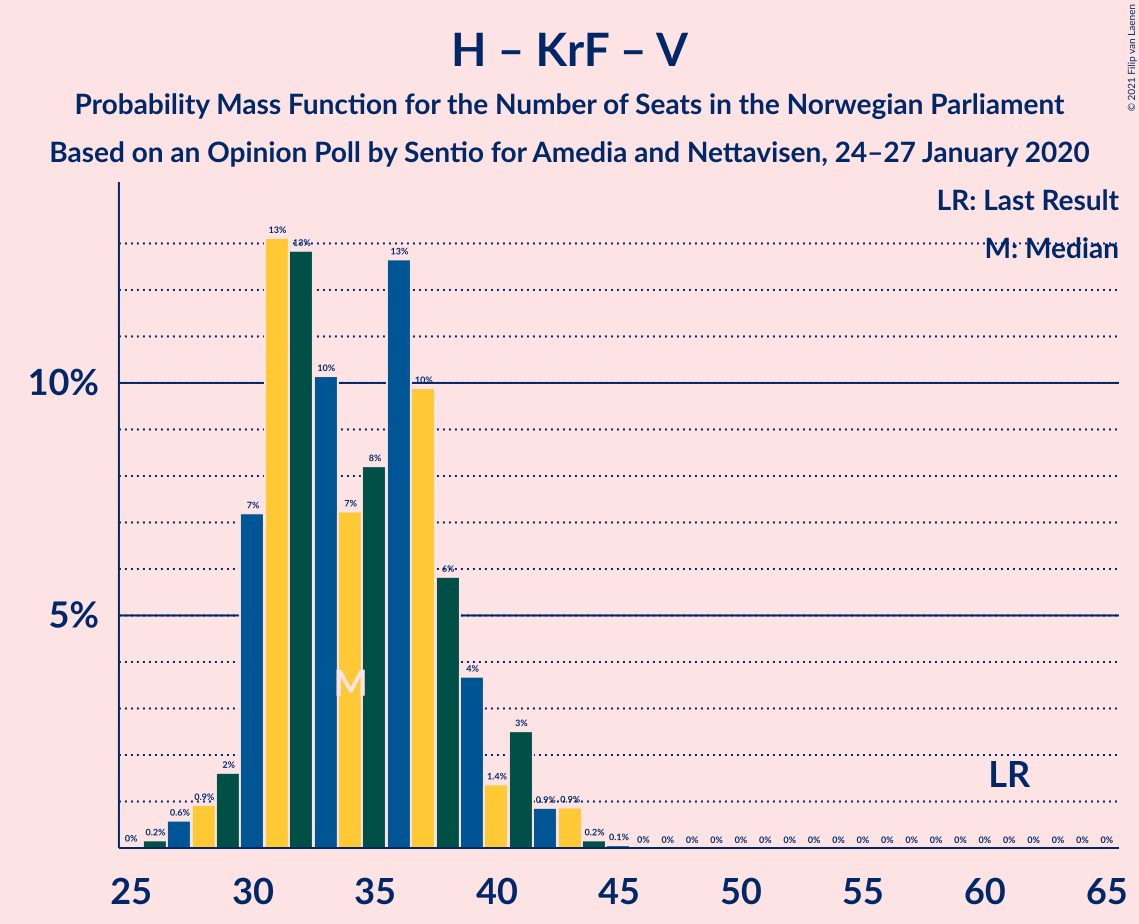 H – KrF – V
Probability Mass Function for the Number of Seats in the Norwegian Parliament
Based on an Opinion Poll by Sentio for Amedia and Nettavisen, 24–27 January 2020
© 2021 Filip van Laenen
LR: Last Result
M: Median
10%
5%
0% 0.2% 0.6% 0.9% 2% 7% 13% 13% 10% 7% 8% 13% 10% 6% 4% 1.4% 3% 0.9% 0.9% 0.2% 0.1% 0% 0% 0% 0% 0% 0% 0% 0% 0% 0% 0% 0% 0% 0% 0% 0% 0% 0% 0% 0%
M
LR
25 30 35 40 45 50 55 60 65